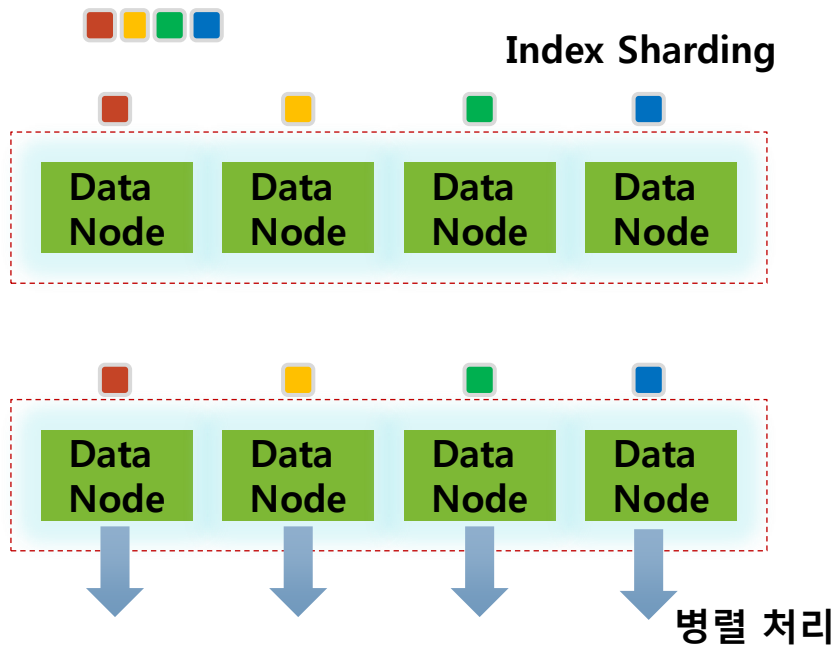 Index Sharding
Data
Node
Data
Node
Data
Node
Data
Node
Data
Node
Data
Node
Data
Node
Data
Node
병렬 처리